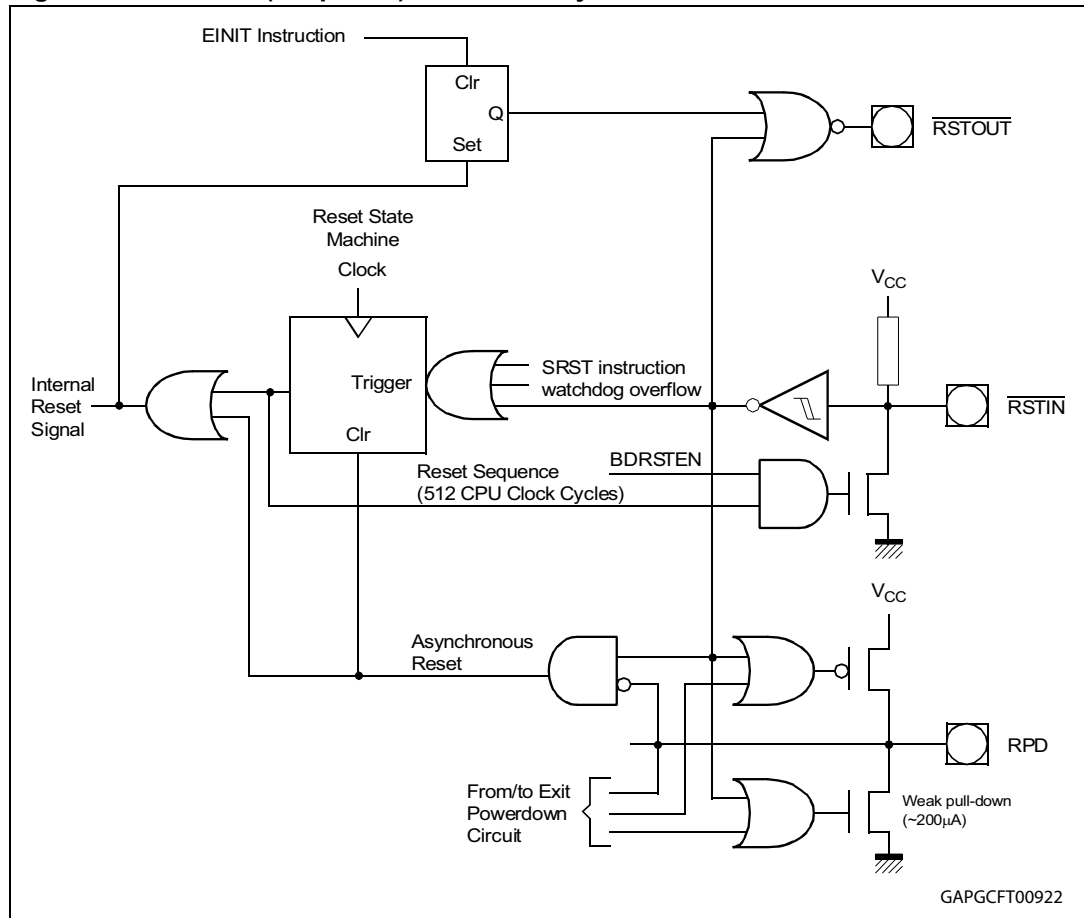 EINIT Instruction
Clr
Q
Set
RSTOUT
Reset State
Machine
Clock
VCC
SRST instruction
watchdog overflow
Trigger
Internal
Reset
Signal
RSTIN
Clr
BDRSTEN
Reset Sequence
(512 CPU Clock Cycles)
VCC
Asynchronous
Reset
RPD
From/to Exit
Powerdown
Circuit
Weak pull-down
(~200µA)
GAPGCFT00922